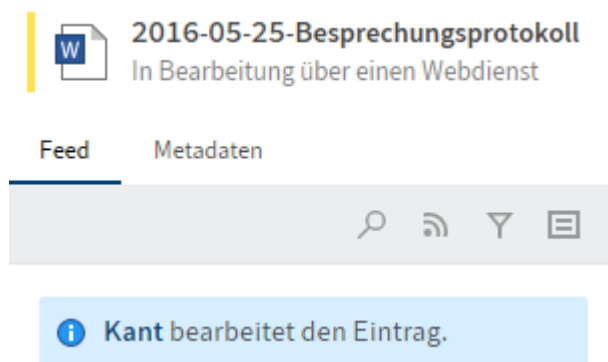 W
2016-05-25-Besprechungsprotokoll
In Bearbeitung über einen Webdienst
Feed Metadaten
Kant bearbeitet den Eintrag.